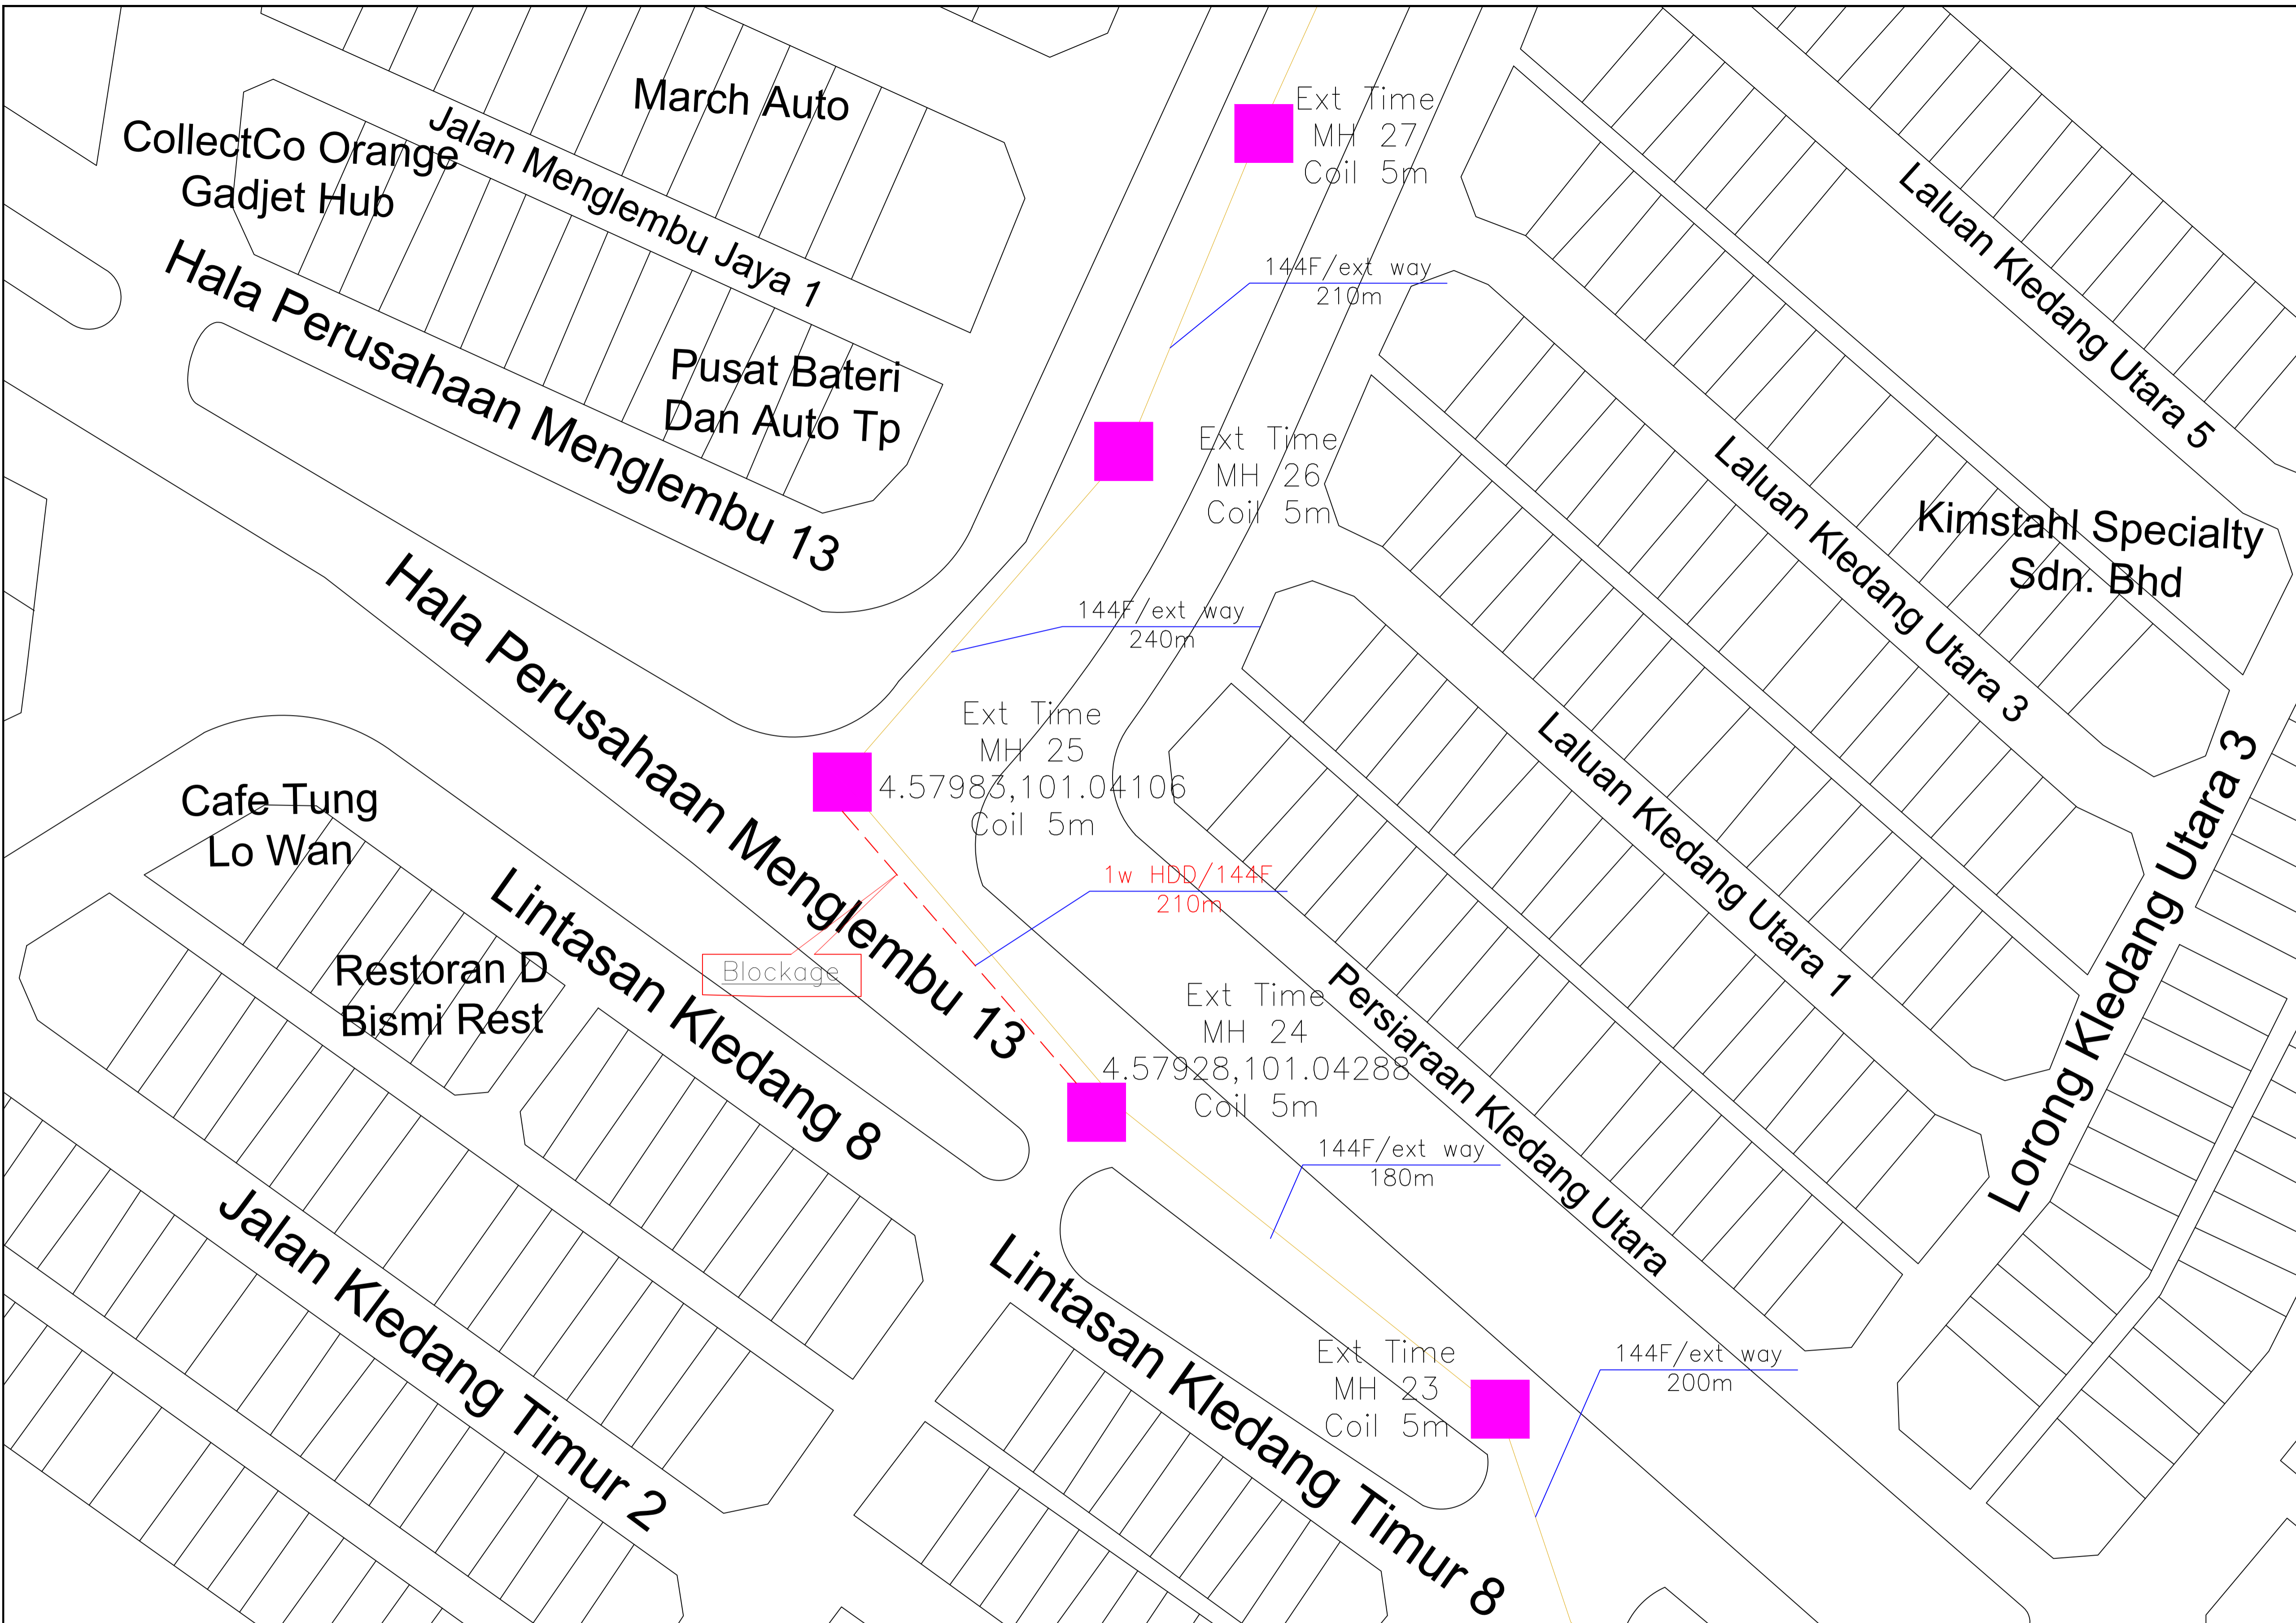 March Auto
CollectCo Orange
Gadjet Hub
Jalan Menglembu Jaya 1
Hala Perusahaan Menglembu 13
Pusat Bateri
Dan Auto Tp
Ext Time
MH 27
Coil 5m
144F/ext way
210m
Laluan Kledang Utara 5
Ext Time
MH 26
Coil 5m
Laluan Kledang Utara 3
Kimstahl Specialty
Sdn. Bhd
Hala Perusahaan Menglembu 13
144F/ext way
240m
Ext Time
MH 25
4.57983,101.04106
Coil 5m
Laluan Kledang Utara 1
Lorong Kledang Utara 3
Cafe Tung
Lo Wan
Lintasan Kledang 8
1w HDD/144F
210m
Blockage
Restoran D
Bismi Rest
Ext Time
MH 24
4.57928,101.04288
Coil 5m
Persiaraan Kledang Utara
144F/ext way
180m
Jalan Kledang Timur 2
Lintasan Kledang Timur 8
Ext Time
MH 23
Coil 5m
144F/ext way
200m